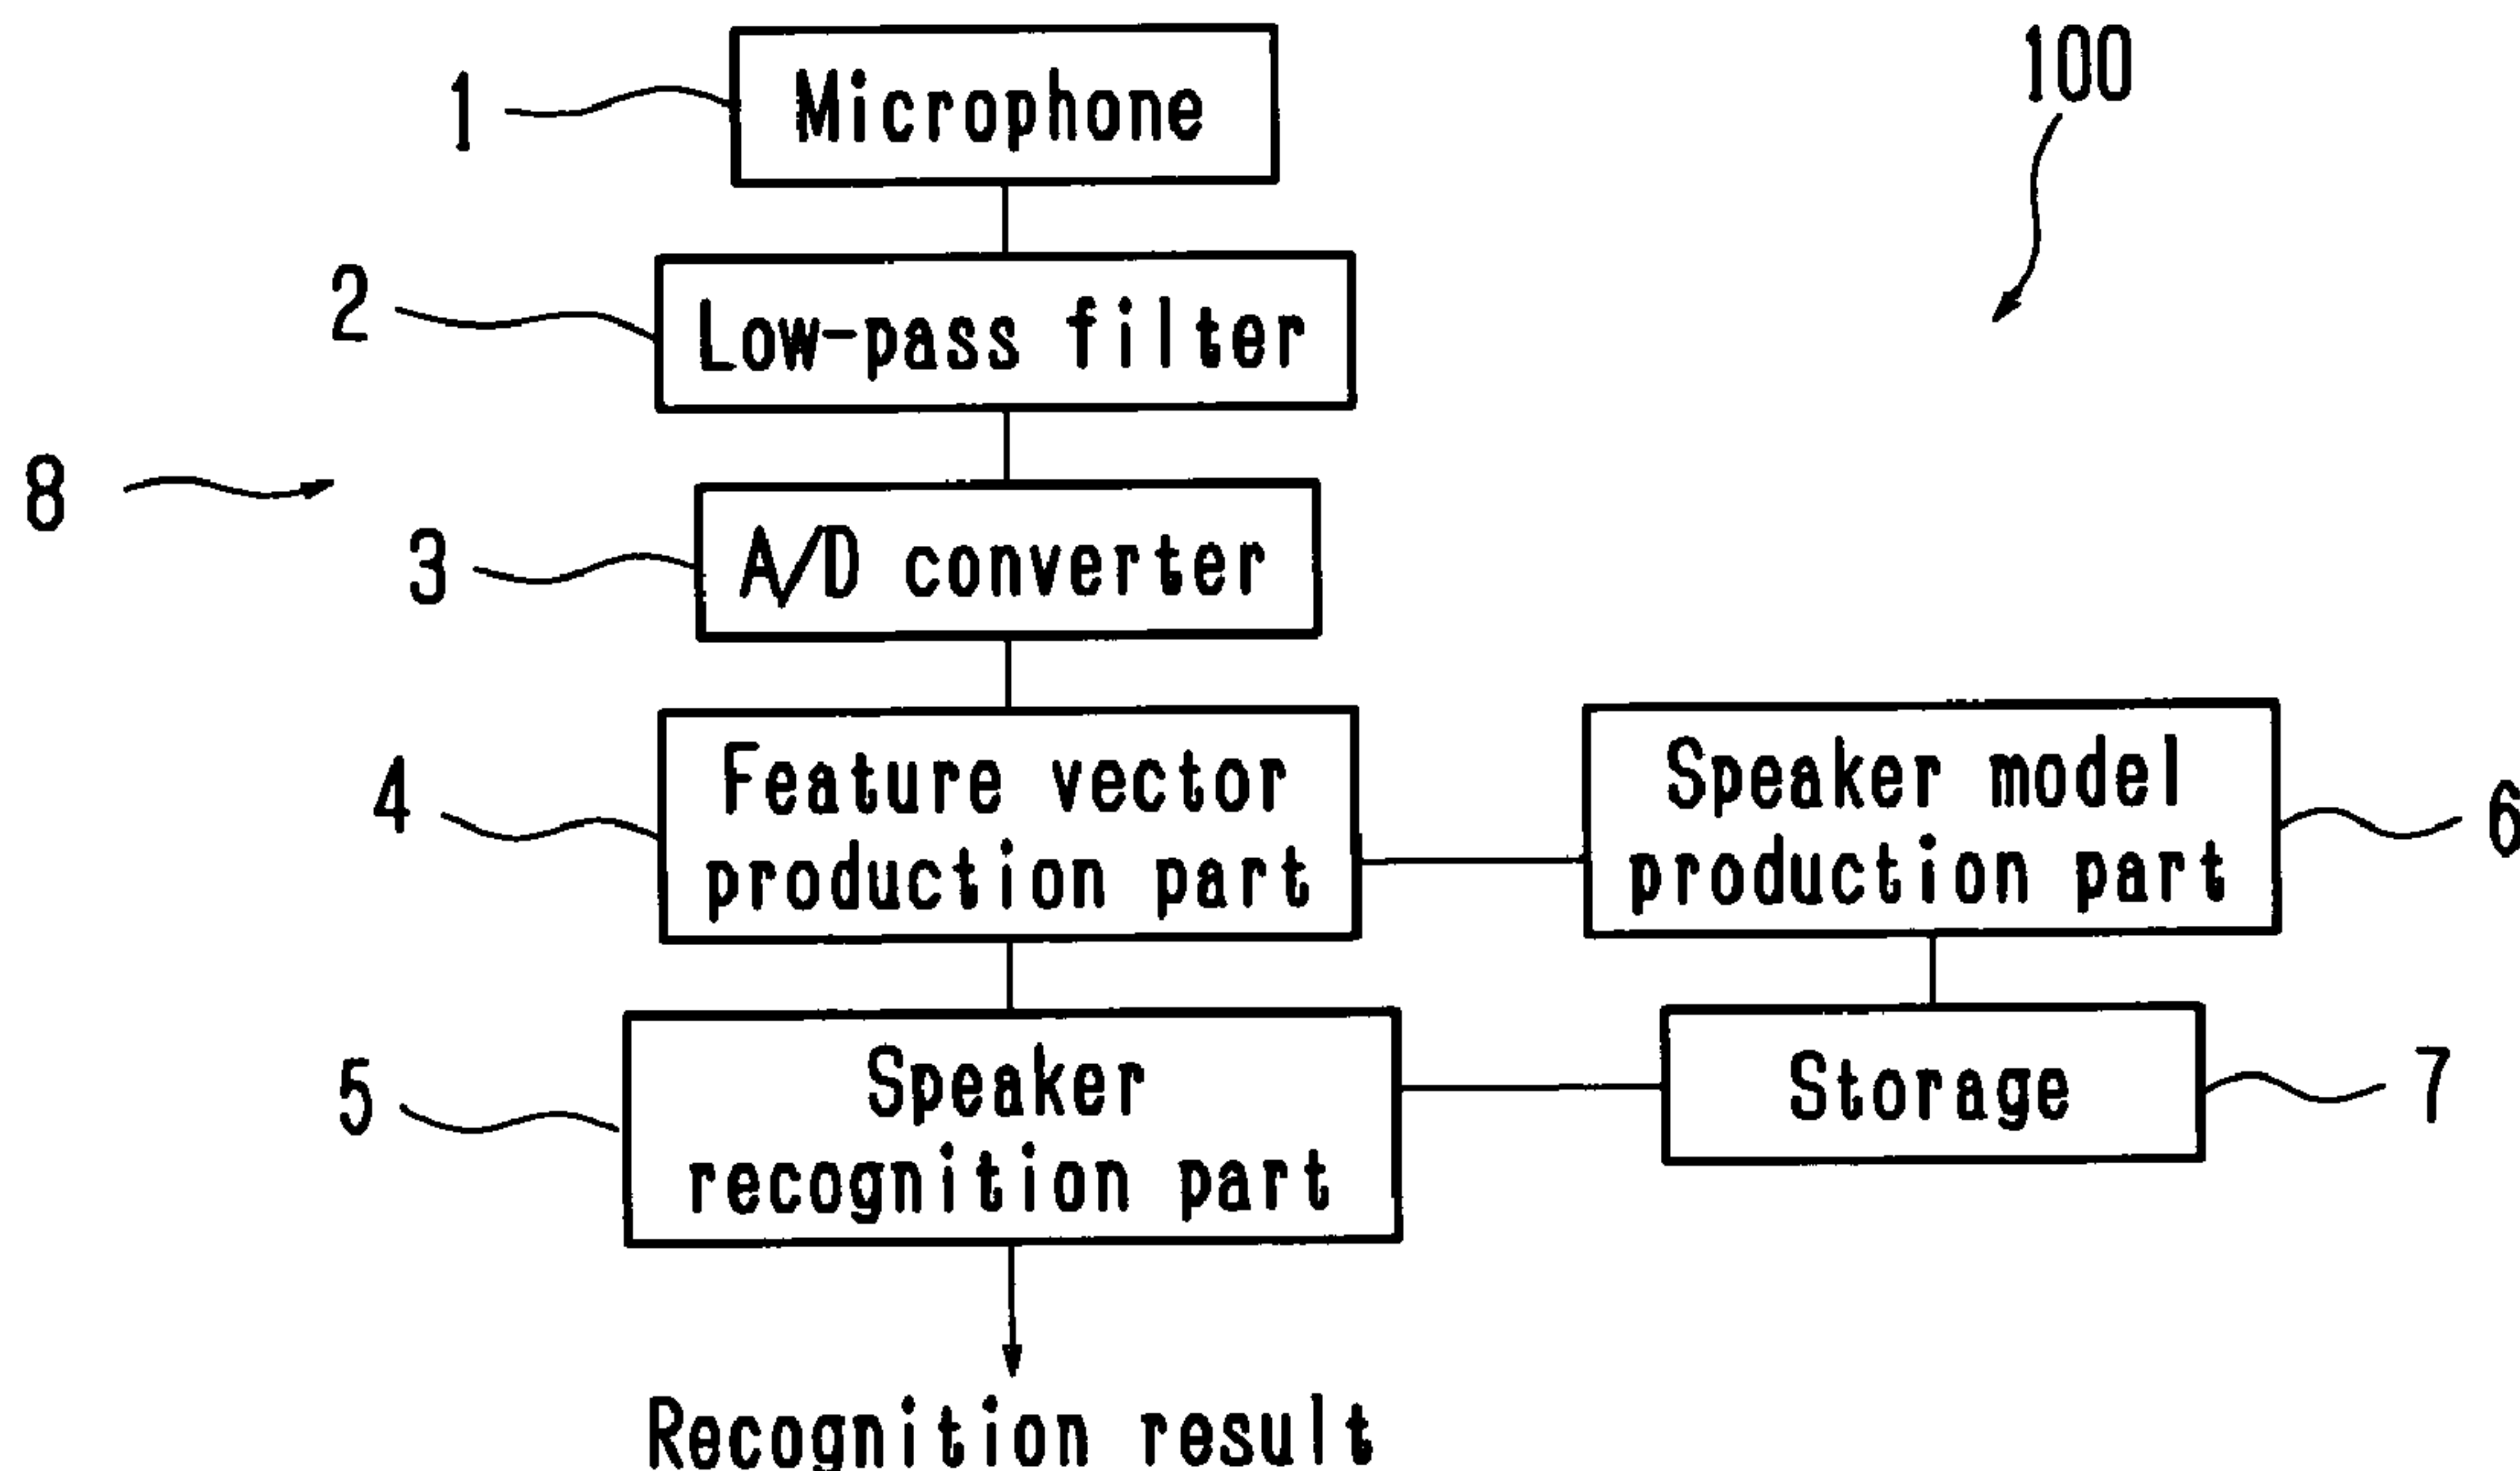 100
1
Microphone
2
Low-pass filter
8
3
A/D converter
4
Feature vector
production part
Speaker model
production part
6
5
Speaker
recognition part
Storage
7
Recognition result